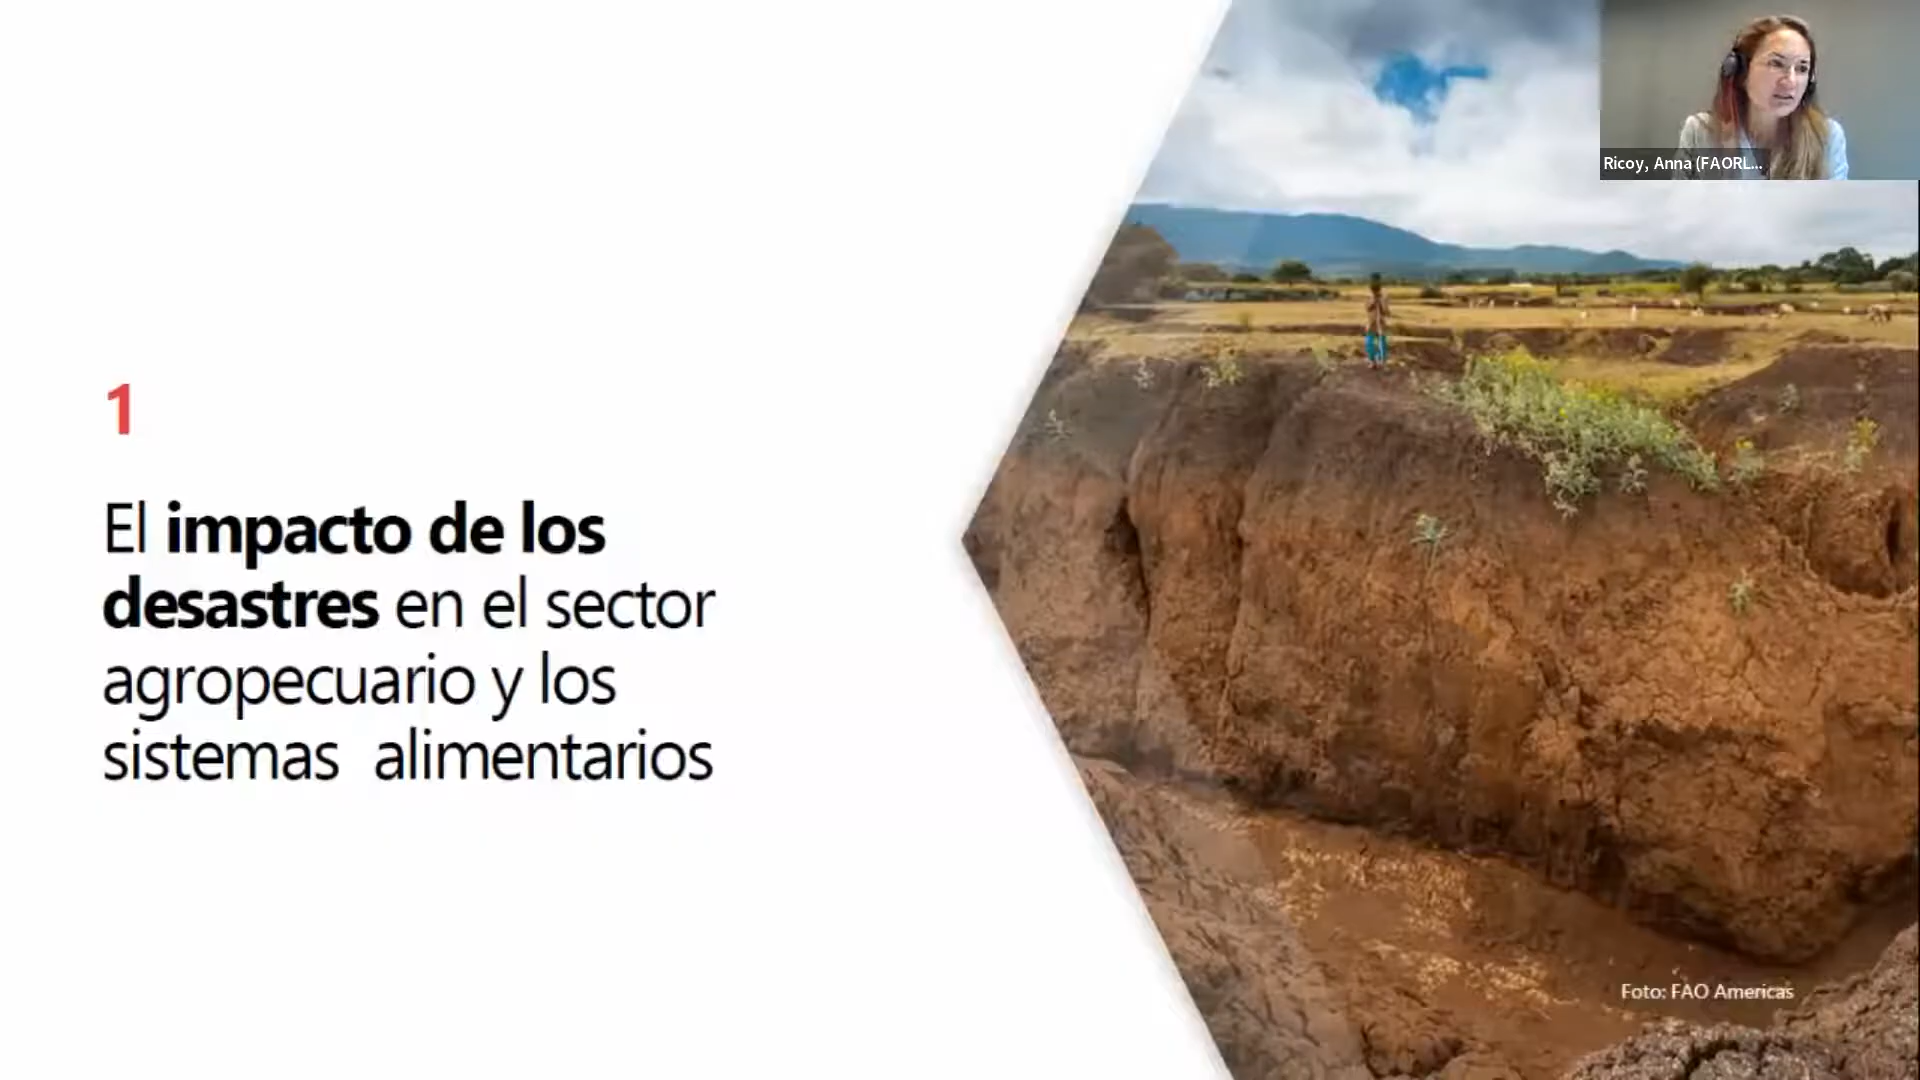 Ricoy, Anna (FAORL...
1
El impacto de los
desastres en el sector
agropecuario y los
sistemas alimentarios
Foto: FAO Americas